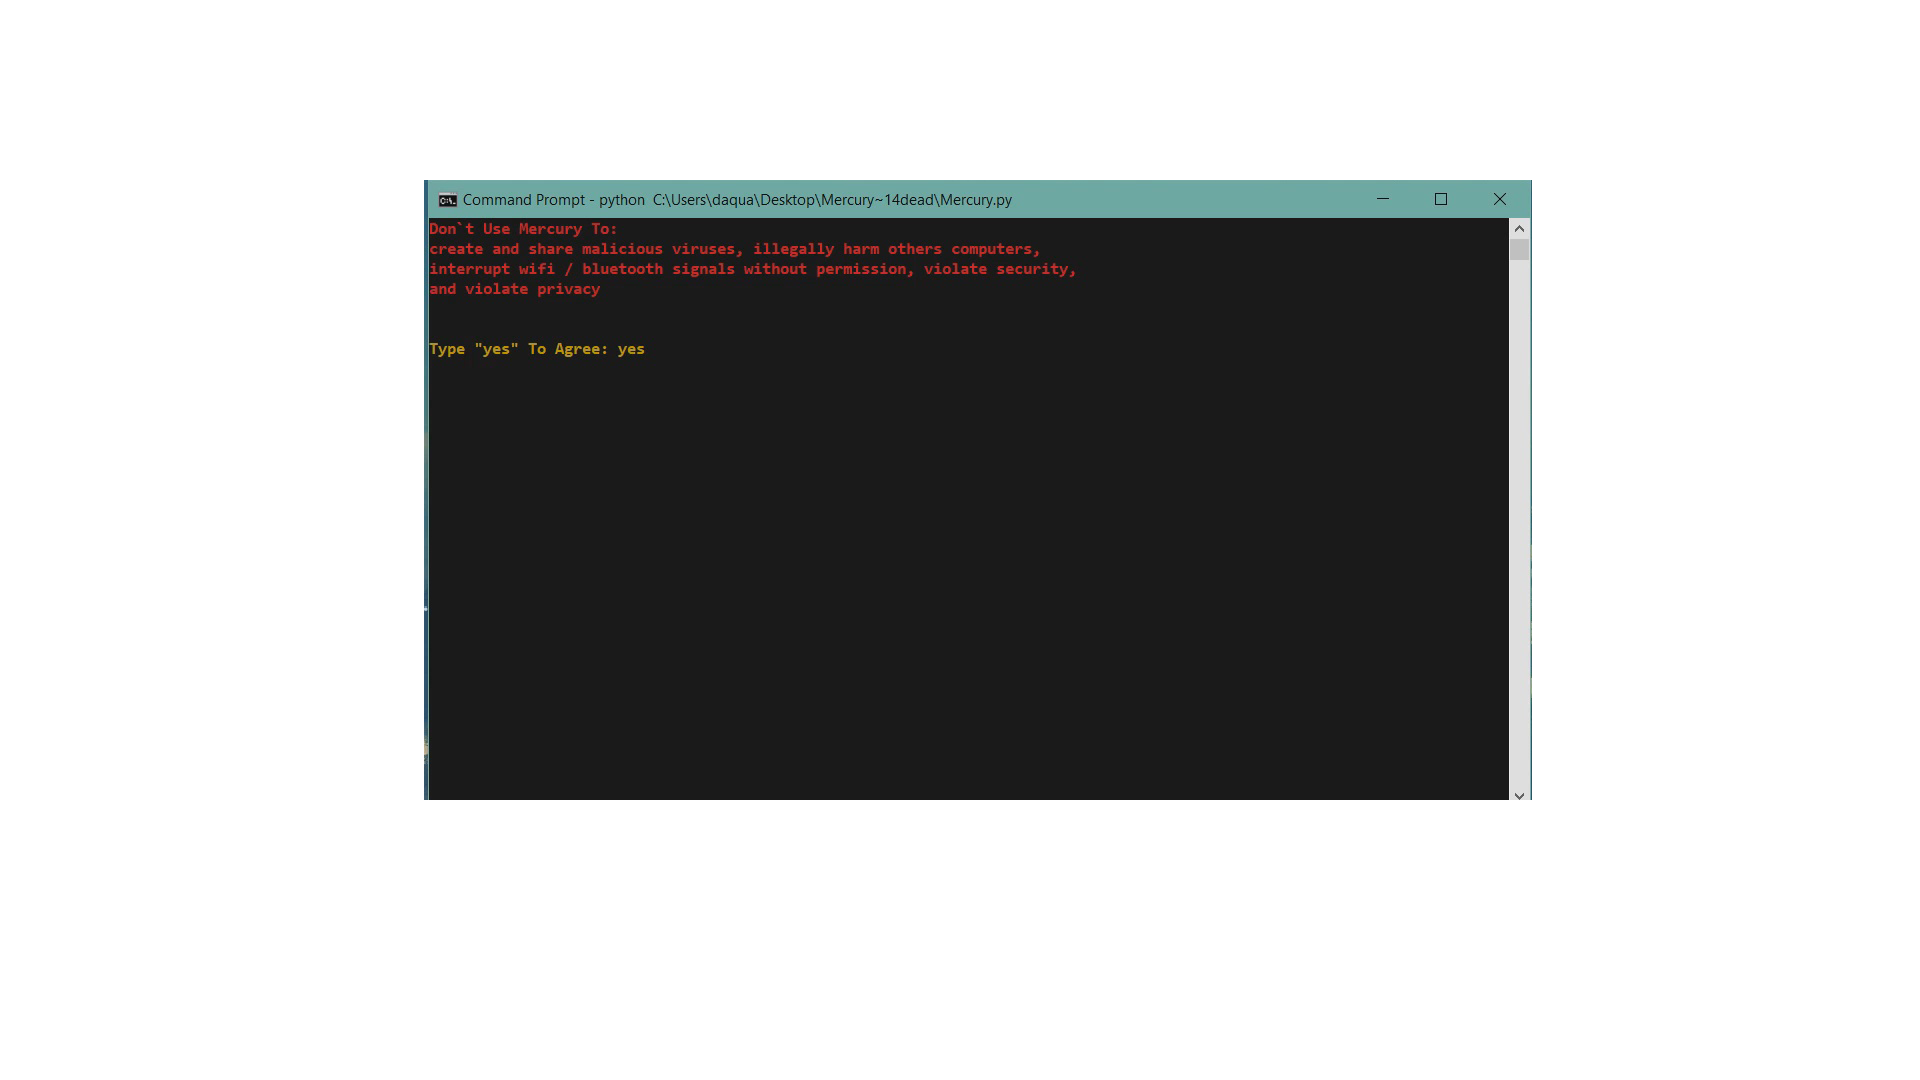 Command Prompt - python  C:\Users\daqua\Desktop\Mercury~14dead\Mercury.py
Don`t Use Mercury To:
create and share malicious viruses, illegally harm others computers,
interrupt wifi / bluetooth signals without permission, violate security,
and violate privacy
Type "yes" To Agree: yes